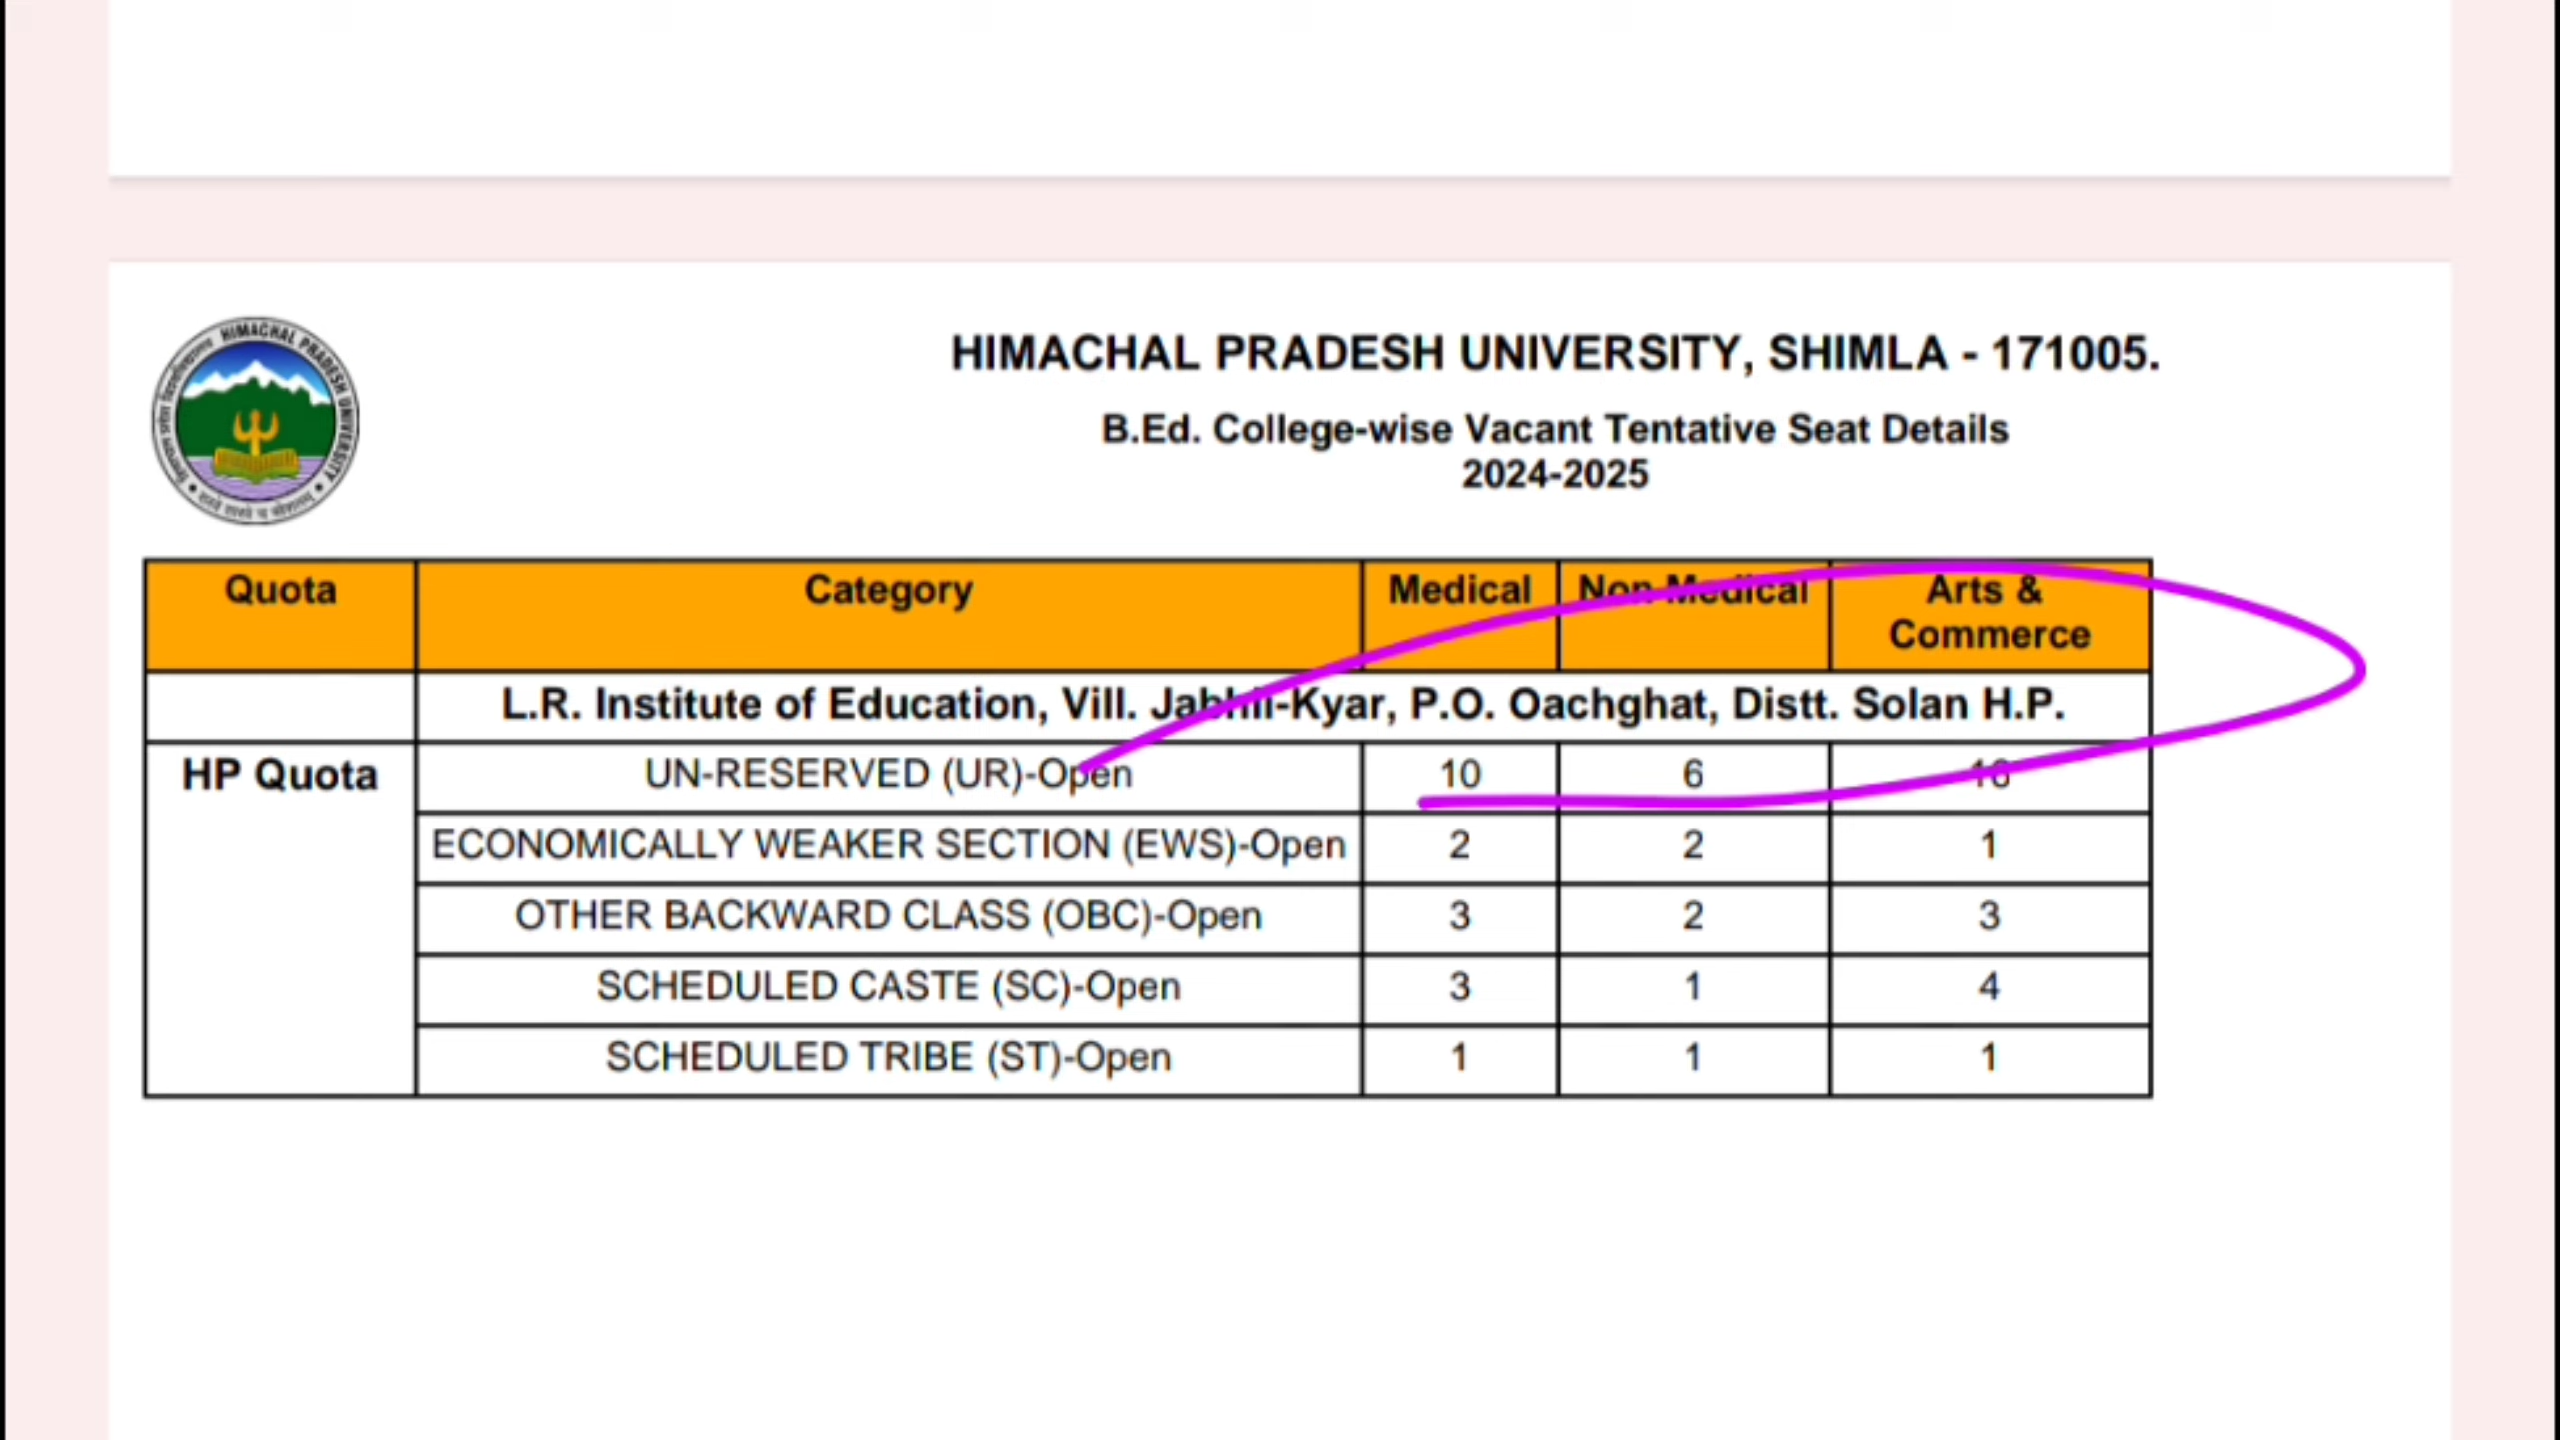 HIMACHAL PRADESH UNIVERSITY
HIMACHAL PRADESH UNIVERSITY, SHIMLA - 171005.
B.Ed. College-wise Vacant Tentative Seat Details
2024-2025
Quota Category Medical Non Medical Arts &
Commerce
L.R. Institute of Education, Vill. P.O. Oachghat, Distt. Solan H.P.
HP Quota UN-RESERVED (UR)-Open 10 6
ECONOMICALLY WEAKER SECTION (EWS)-Open 2 2 1
OTHER BACKWARD CLASS (OBC)-Open 3 2 3
SCHEDULED CASTE (SC)-Open 3 1 4
SCHEDULED TRIBE (ST)-Open 1 1 1